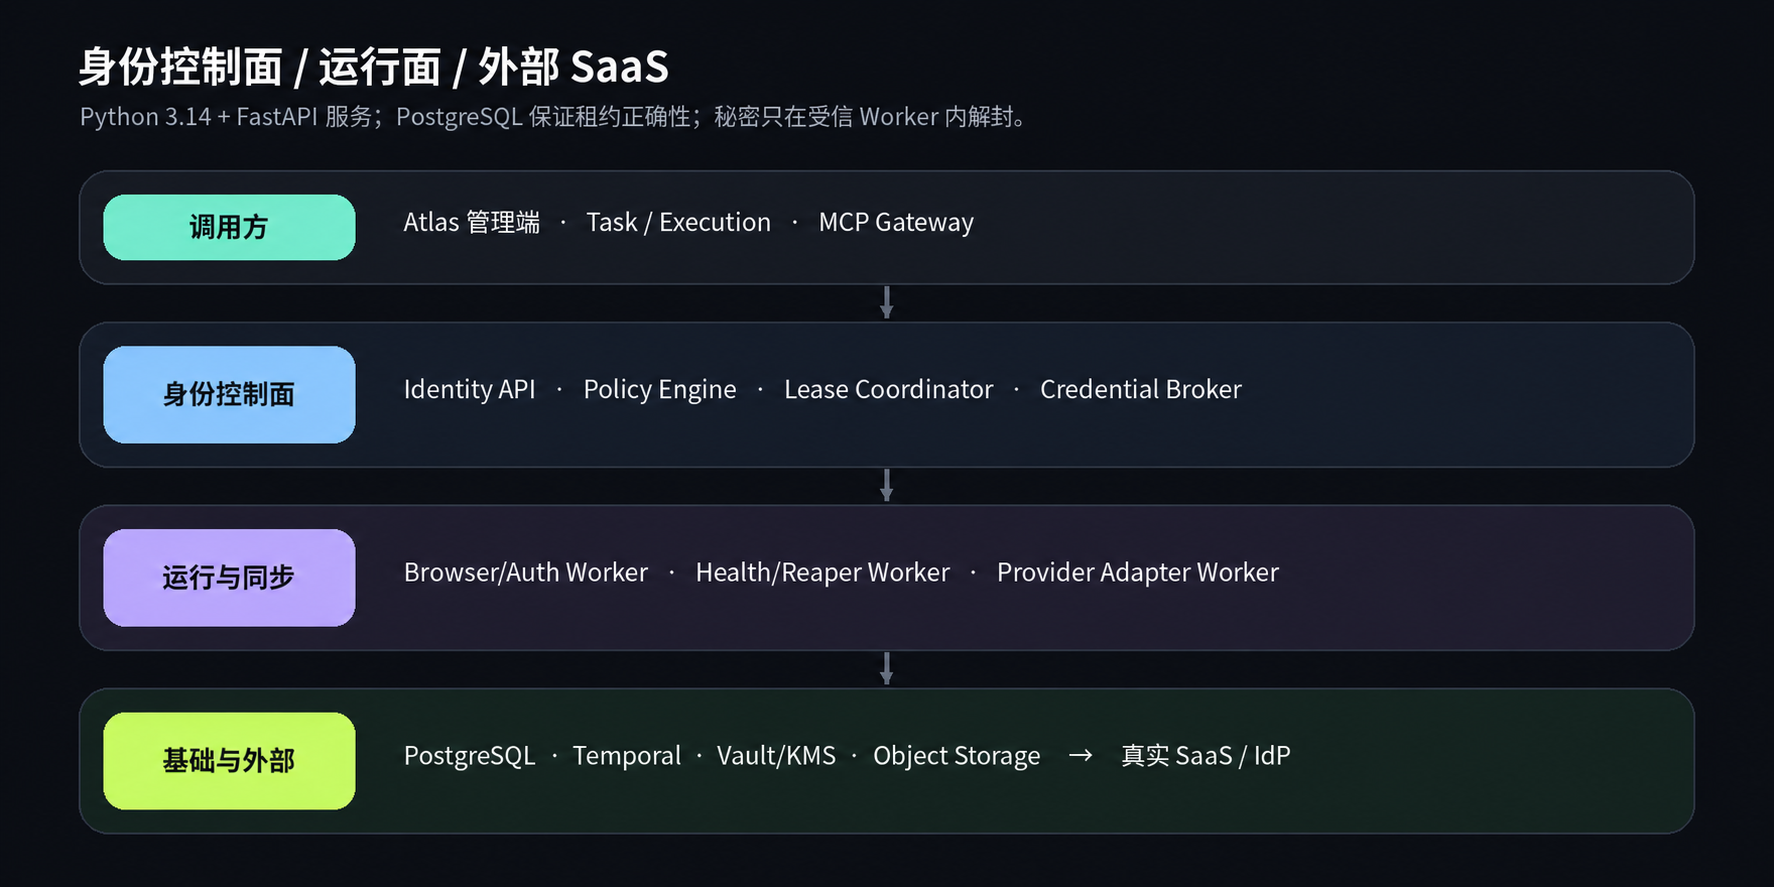 身份控制面 / 运行面 / 外部 SaaS
Python 3.14 + FastAPI 服务；PostgreSQL 保证租约正确性；秘密只在受信 Worker 内解封。
调用方
Atlas 管理端 · Task / Execution · MCP Gateway
身份控制面
Identity API · Policy Engine · Lease Coordinator · Credential Broker
运行与同步
Browser/Auth Worker · Health/Reaper Worker · Provider Adapter Worker
基础与外部
PostgreSQL · Temporal · Vault/KMS · Object Storage → 真实 SaaS / IdP